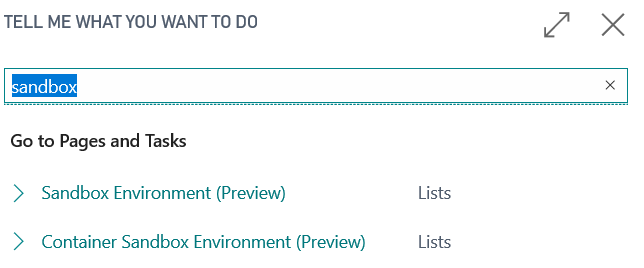 TELL ME WHAT YOU WANT TO DO
sandbox
Go to Pages and Tasks
Sandbox Environment (Preview) Lists
Container Sandbox Environment (Preview) Lists